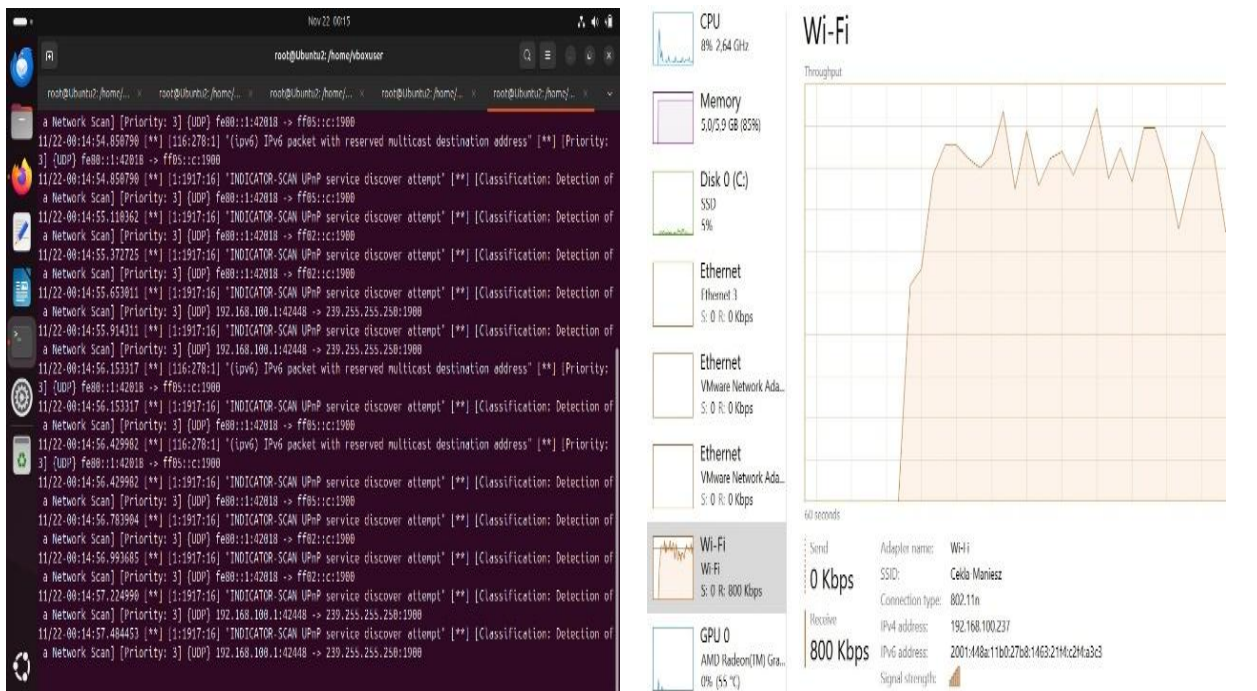 Nov 22 00:15
root@Ubuntu2: /home/vboxuser
root@Ubuntu2: /home/... × root@Ubuntu2: /home/... × root@Ubuntu2: /home/... × root@Ubuntu2: /home/... × root@Ubuntu2: /home/... ×
a Network Scan] [Priority: 3] {UDP} fe80::1:42018 -> ff05::c:1900
11/22-00:14:54.850790 [**] [116:278:1] "(ipv6) IPv6 packet with reserved multicast destination address" [**] [Priority:
3] {UDP} fe80::1:42018 -> ff05::c:1900
11/22-00:14:54.850790 [**] [1:1917:16] "INDICATOR-SCAN UPnP service discover attempt" [**] [Classification: Detection of
a Network Scan] [Priority: 3] {UDP} fe80::1:42018 -> ff05::c:1900
11/22-00:14:55.110362 [**] [1:1917:16] "INDICATOR-SCAN UPnP service discover attempt" [**] [Classification: Detection of
a Network Scan] [Priority: 3] {UDP} fe80::1:42018 -> ff02::c:1900
11/22-00:14:55.372725 [**] [1:1917:16] "INDICATOR-SCAN UPnP service discover attempt" [**] [Classification: Detection of
a Network Scan] [Priority: 3] {UDP} fe80::1:42018 -> ff02::c:1900
11/22-00:14:55.653011 [**] [1:1917:16] "INDICATOR-SCAN UPnP service discover attempt" [**] [Classification: Detection of
a Network Scan] [Priority: 3] {UDP} 192.168.100.1:42448 -> 239.255.255.250:1900
11/22-00:14:55.914311 [**] [1:1917:16] "INDICATOR-SCAN UPnP service discover attempt" [**] [Classification: Detection of
a Network Scan] [Priority: 3] {UDP} 192.168.100.1:42448 -> 239.255.255.250:1900
11/22-00:14:56.153317 [**] [116:278:1] "(ipv6) IPv6 packet with reserved multicast destination address" [**] [Priority:
3] {UDP} fe80::1:42018 -> ff05::c:1900
11/22-00:14:56.153317 [**] [1:1917:16] "INDICATOR-SCAN UPnP service discover attempt" [**] [Classification: Detection of
a Network Scan] [Priority: 3] {UDP} fe80::1:42018 -> ff05::c:1900
11/22-00:14:56.429982 [**] [116:278:1] "(ipv6) IPv6 packet with reserved multicast destination address" [**] [Priority:
3] {UDP} fe80::1:42018 -> ff05::c:1900
11/22-00:14:56.429982 [**] [1:1917:16] "INDICATOR-SCAN UPnP service discover attempt" [**] [Classification: Detection of
a Network Scan] [Priority: 3] {UDP} fe80::1:42018 -> ff05::c:1900
11/22-00:14:56.783904 [**] [1:1917:16] "INDICATOR-SCAN UPnP service discover attempt" [**] [Classification: Detection of
a Network Scan] [Priority: 3] {UDP} fe80::1:42018 -> ff02::c:1900
11/22-00:14:56.993685 [**] [1:1917:16] "INDICATOR-SCAN UPnP service discover attempt" [**] [Classification: Detection of
a Network Scan] [Priority: 3] {UDP} fe80::1:42018 -> ff02::c:1900
11/22-00:14:57.224990 [**] [1:1917:16] "INDICATOR-SCAN UPnP service discover attempt" [**] [Classification: Detection of
a Network Scan] [Priority: 3] {UDP} 192.168.100.1:42448 -> 239.255.255.250:1900
11/22-00:14:57.484453 [**] [1:1917:16] "INDICATOR-SCAN UPnP service discover attempt" [**] [Classification: Detection of
a Network Scan] [Priority: 3] {UDP} 192.168.100.1:42448 -> 239.255.255.250:1900
CPU
8% 2,64 GHz
Memory
5,0/5,9 GB (85%)
Disk 0 (C:)
SSD
5%
Ethernet
Ethernet 3
S: 0 R: 0 Kbps
Ethernet
VMware Network Ada...
S: 0 R: 0 Kbps
Ethernet
VMware Network Ada...
S: 0 R: 0 Kbps
Wi-Fi
Wi-Fi
S: 0 R: 800 Kbps
GPU 0
AMD Radeon(TM) Gra...
0% (55 °C)
Wi-Fi
Throughput
60 seconds
Send
0 Kbps
Receive
800 Kbps
Adapter name: Wi-Fi
SSID: Cekla Maniesz
Connection type: 802.11n
IPv4 address: 192.168.100.237
IPv6 address: 2001:448a:11b0:27b8:1463:21f4:c2f4:a3c3
Signal strength: